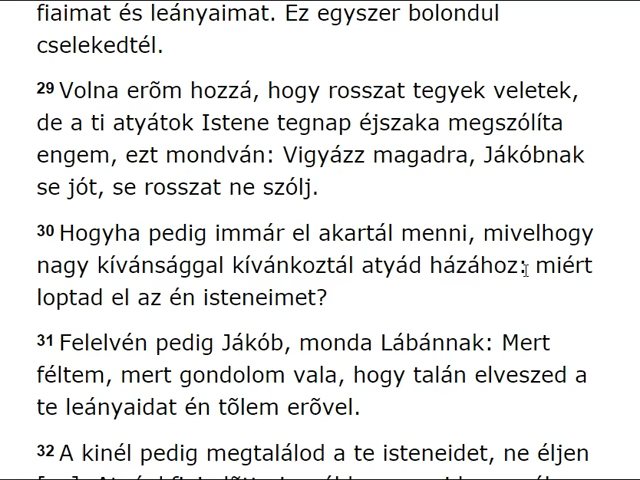 fiaimat és leányaimat. Ez egyszer bolondul
cselekedtél.
29 Volna erõm hozzá, hogy rosszat tegyek veletek,
de a ti atyátok Istene tegnap éjszaka megszólíta
engem, ezt mondván: Vigyázz magadra, Jákóbnak
se jót, se rosszat ne szólj.
30 Hogyha pedig immár el akartál menni, mivelhogy
nagy kívánsággal kívánkoztál atyád házához: miért
loptad el az én isteneimet?
31 Felelvén pedig Jákób, monda Lábánnak: Mert
féltem, mert gondolom vala, hogy talán elveszed a
te leányaidat én tõlem erõvel.
32 A kinél pedig megtalálod a te isteneidet, ne éljen